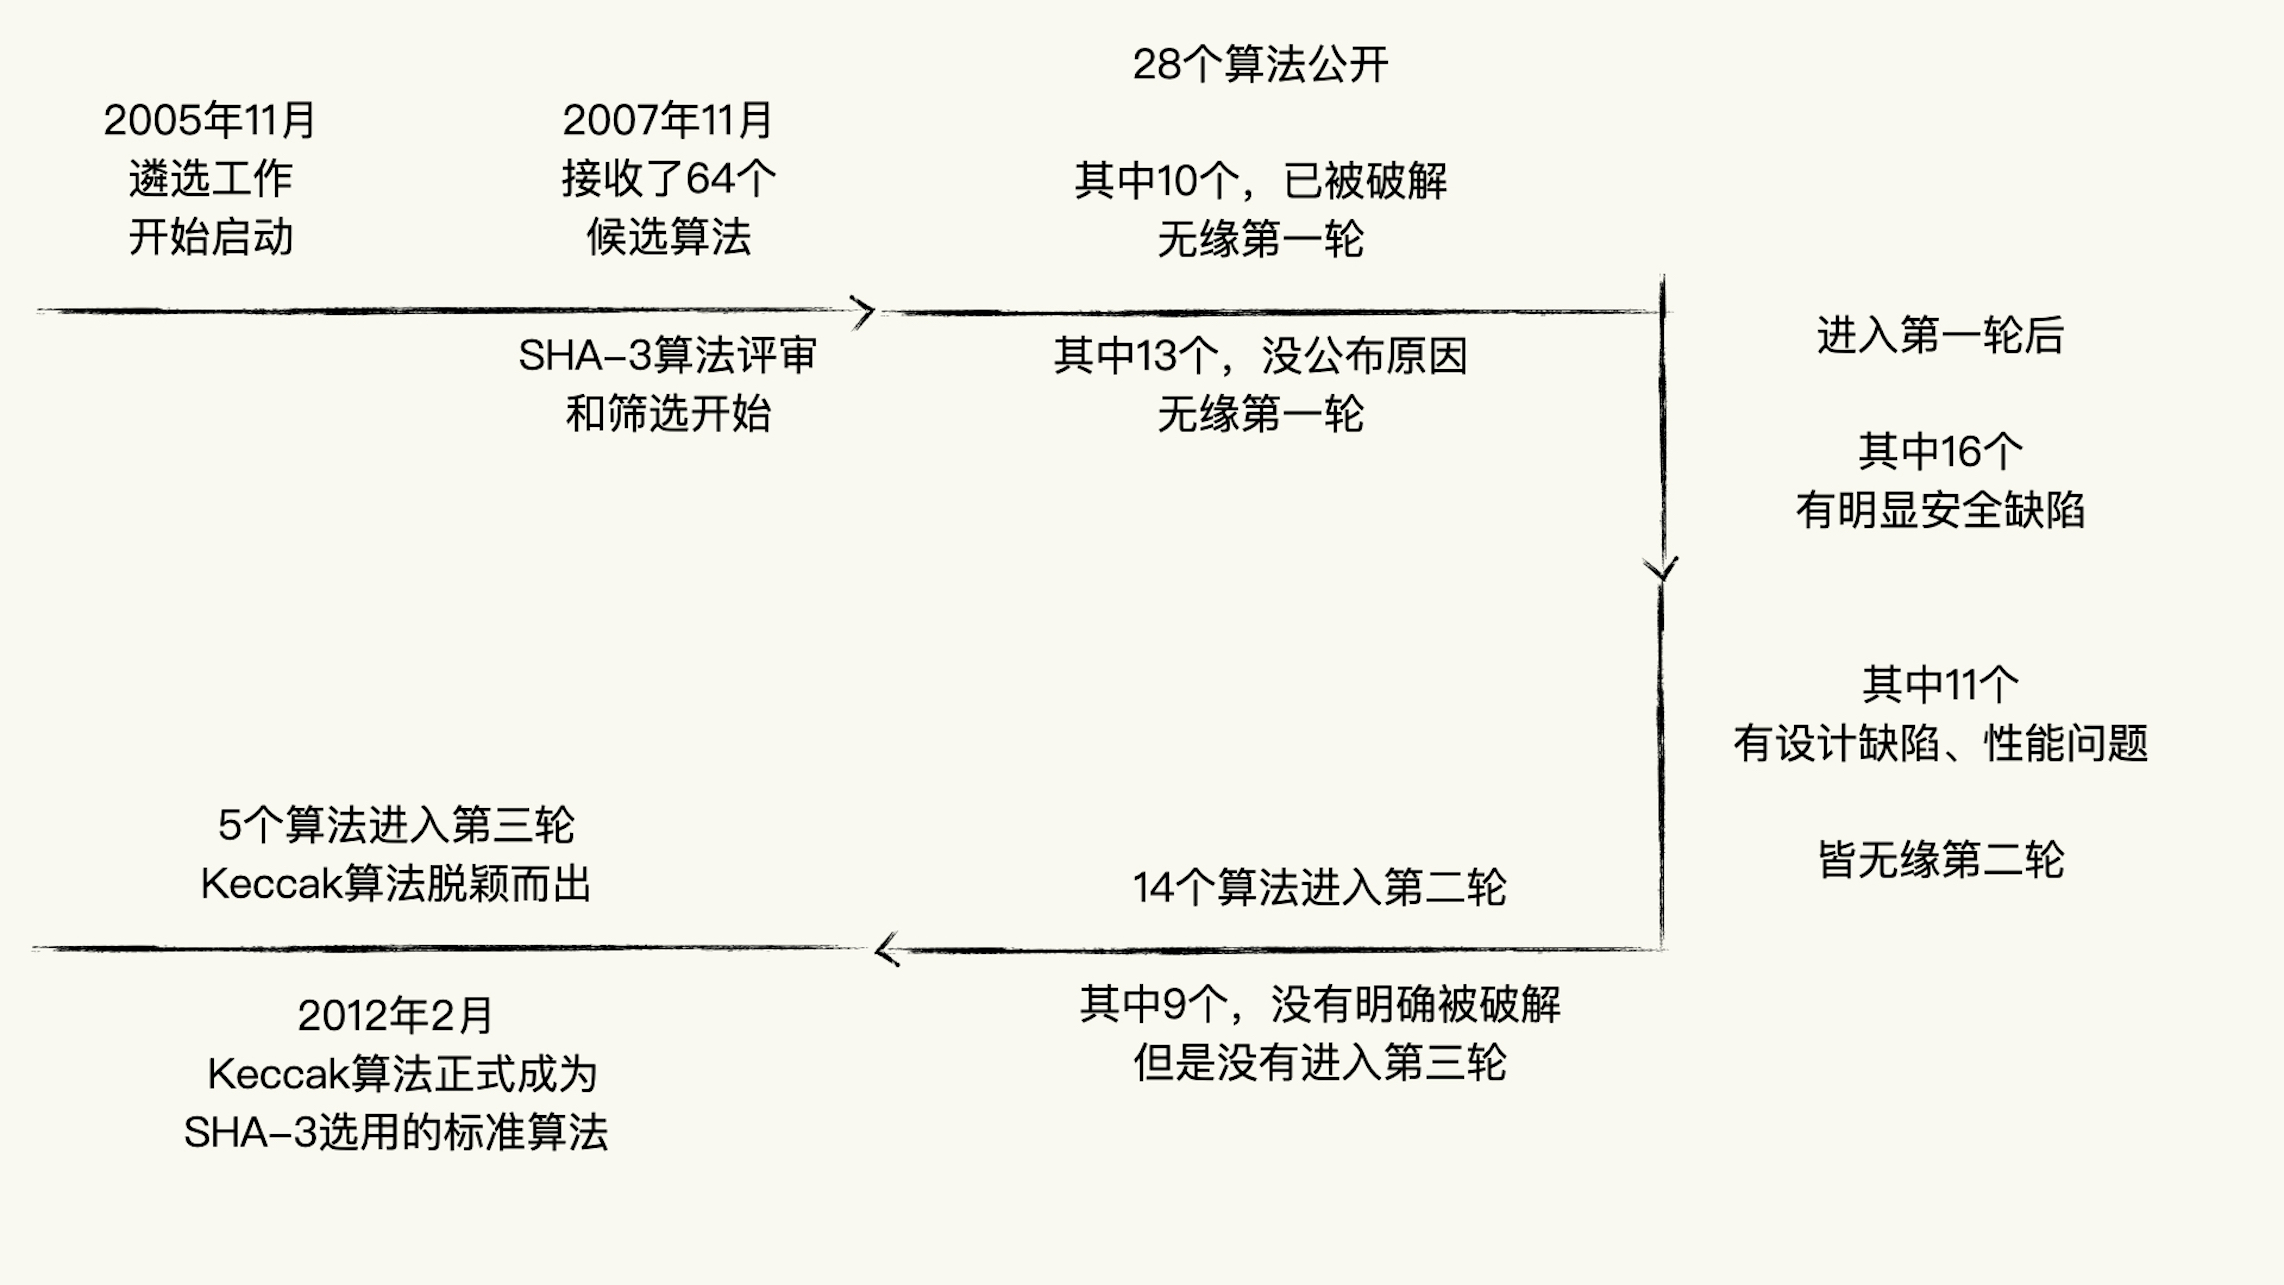 2005年11月
遴选工作
开始启动
2007年11月
接收了64个
候选算法
SHA-3算法评审
和筛选开始
28个算法公开
其中10个，已被破解
无缘第一轮
其中13个，没公布原因
无缘第一轮
进入第一轮后
其中16个
有明显安全缺陷
其中11个
有设计缺陷、性能问题
皆无缘第二轮
14个算法进入第二轮
其中9个，没有明确被破解
但是没有进入第三轮
5个算法进入第三轮
Keccak算法脱颖而出
2012年2月
Keccak算法正式成为
SHA-3选用的标准算法